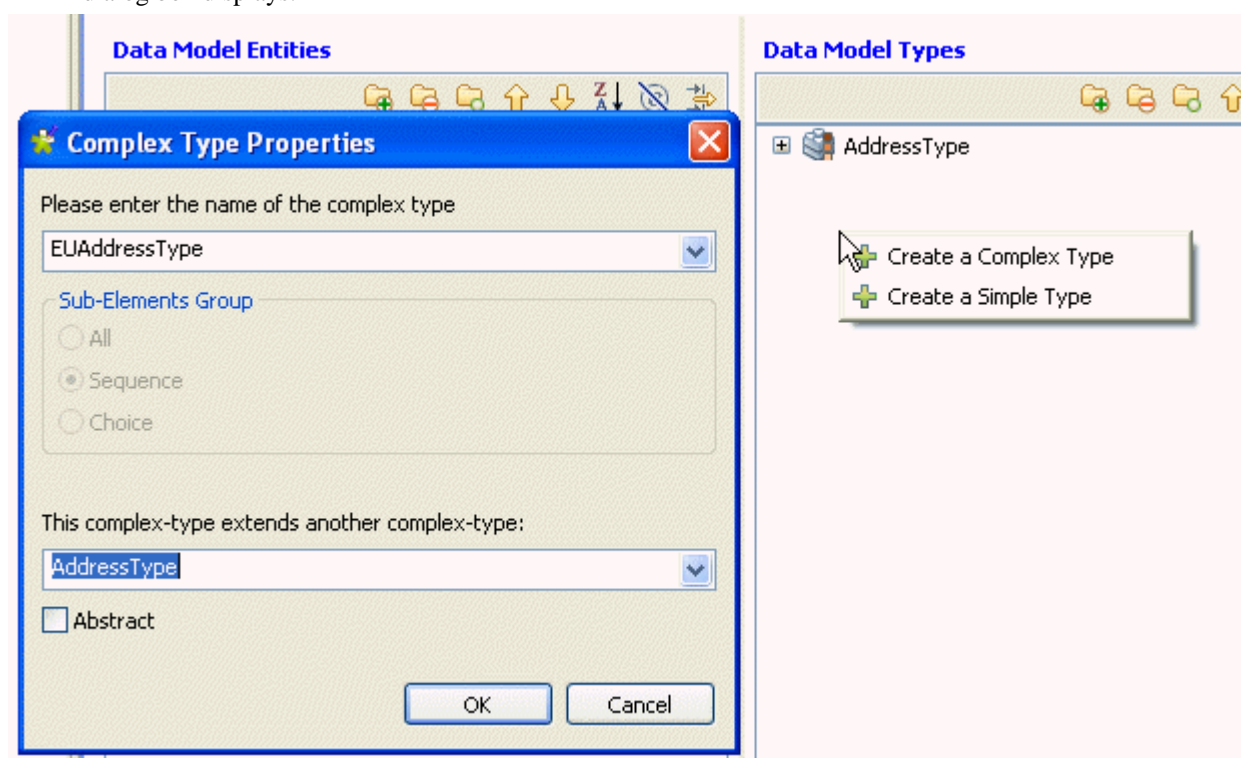 Data Model Entities
Data Model Types
Complex Type Properties
AddressType
Please enter the name of the complex type
EUAddressType
Create a Complex Type
Sub-Elements Group
Create a Simple Type
All
Sequence
Choice
This complex-type extends another complex-type:
AddressType
Abstract
OK
Cancel